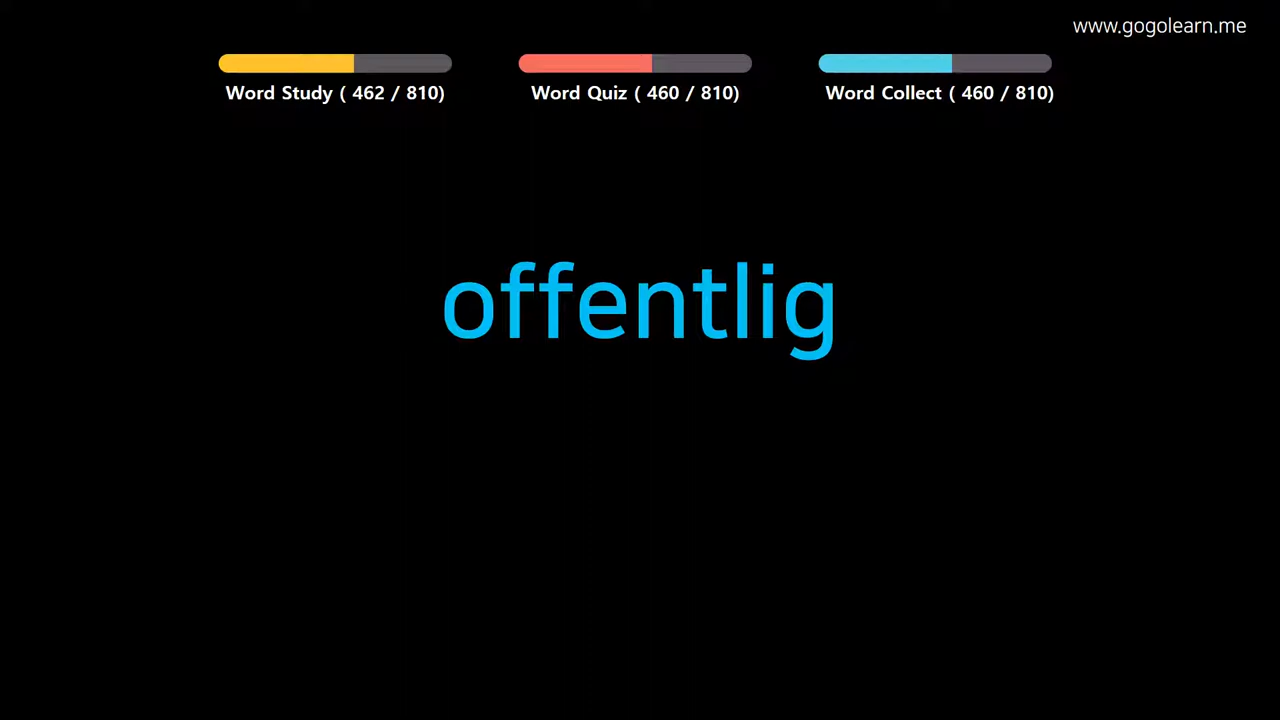 www.gogolearn.me
Word Study ( 462 / 810)
Word Quiz ( 460 / 810)
Word Collect ( 460 / 810)
offentlig